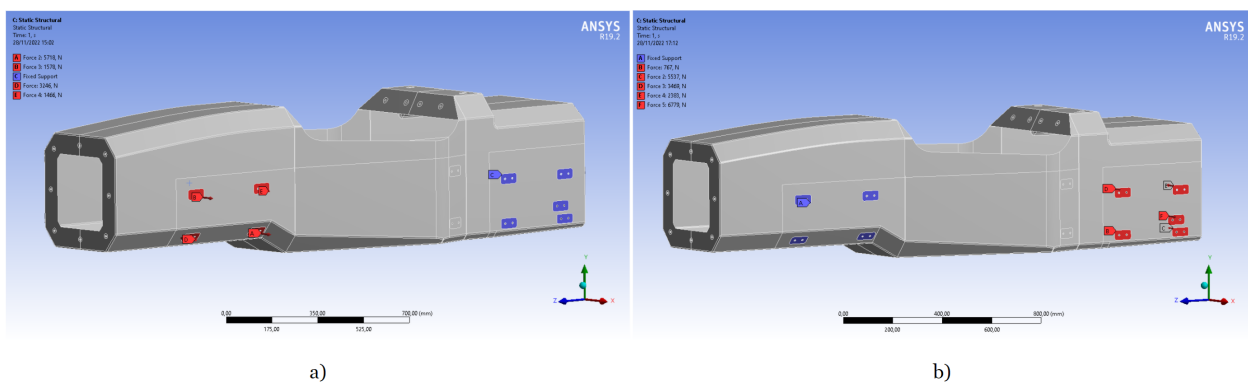 C: Static Structural
Static Structural
Time: 1, s
20/11/2022 15:02
A Force 2: 5718, N
B Force 3: 1578, N
C Fixed Support
D Force: 3246, N
E Force 4: 1466, N
ANSYS
R19.2
B
E
D
A
C
Y
Z
X
0,00
350,00
700,00 (mm)
175,00
525,00
a)
C: Static Structural
Static Structural
Time: 1, s
20/11/2022 17:12
A Fixed Support
B Force: 787, N
C Force 2: 5537, N
D Force 3: 3468, N
E Force 4: 2383, N
F Force 5: 6778, N
ANSYS
R19.2
A
D
E
F
B
C
Y
Z
X
0,00
400,00
800,00 (mm)
200,00
600,00
b)